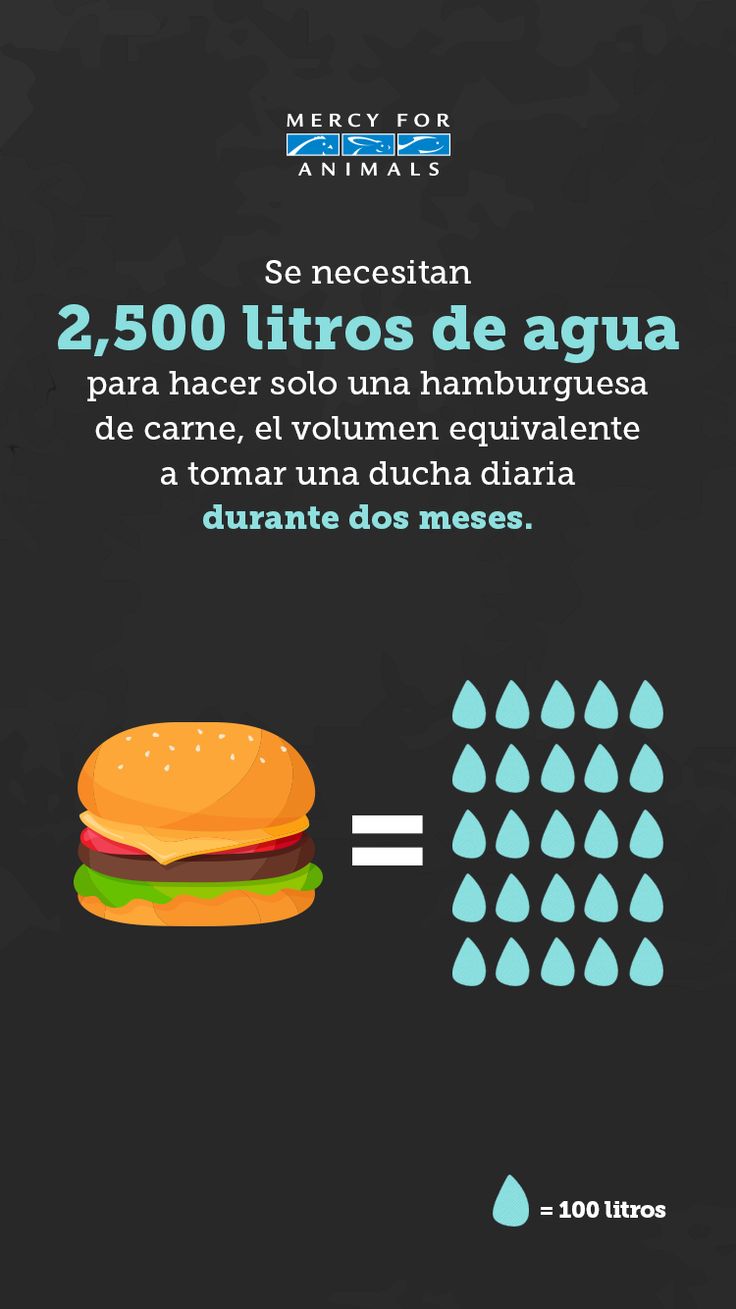 MERCY FOR
ANIMALS
Se necesitan
2,500 litros de agua
para hacer solo una hamburguesa
de carne, el volumen equivalente
a tomar una ducha diaria
durante dos meses.
= 100 litros